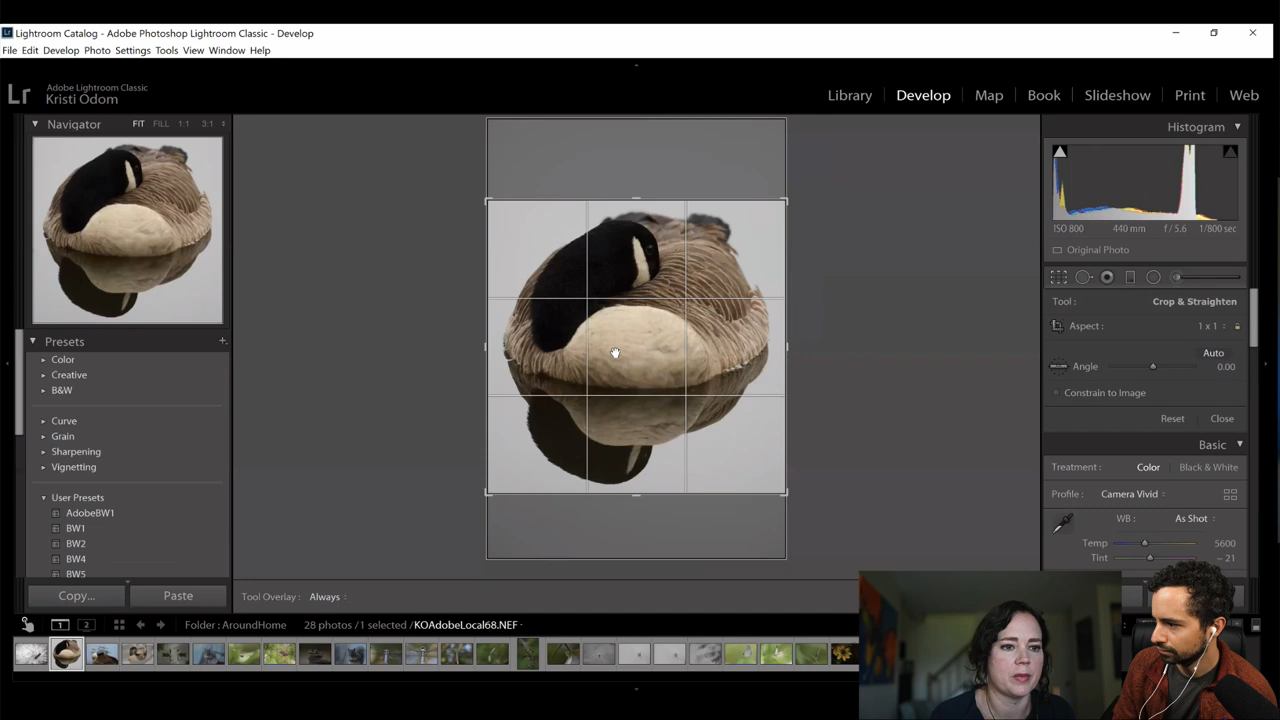 Lightroom Catalog - Adobe Photoshop Lightroom Classic - Develop
File Edit Develop Photo Settings Tools View Window Help
Lr Adobe Lightroom Classic
Kristi Odom
Library Develop Map Book Slideshow Print Web
Navigator FIT FILL 1:1 3:1
Histogram
ISO 800 440 mm f / 5.6 1/800 sec
Original Photo
Tool : Crop & Straighten
Aspect : 1 x 1
Auto
Angle 0.00
Constrain to Image
Reset Close
Basic
Treatment : Color Black & White
Profile : Camera Vivid
WB : As Shot
Temp 5600
Tint – 21
Presets
Color
Creative
B&W
Curve
Grain
Sharpening
Vignetting
User Presets
AdobeBW1
BW1
BW2
BW4
BW5
Copy... Paste
Tool Overlay : Always
1 2 Folder : AroundHome 28 photos /1 selected /KOAdobeLocal68.NEF